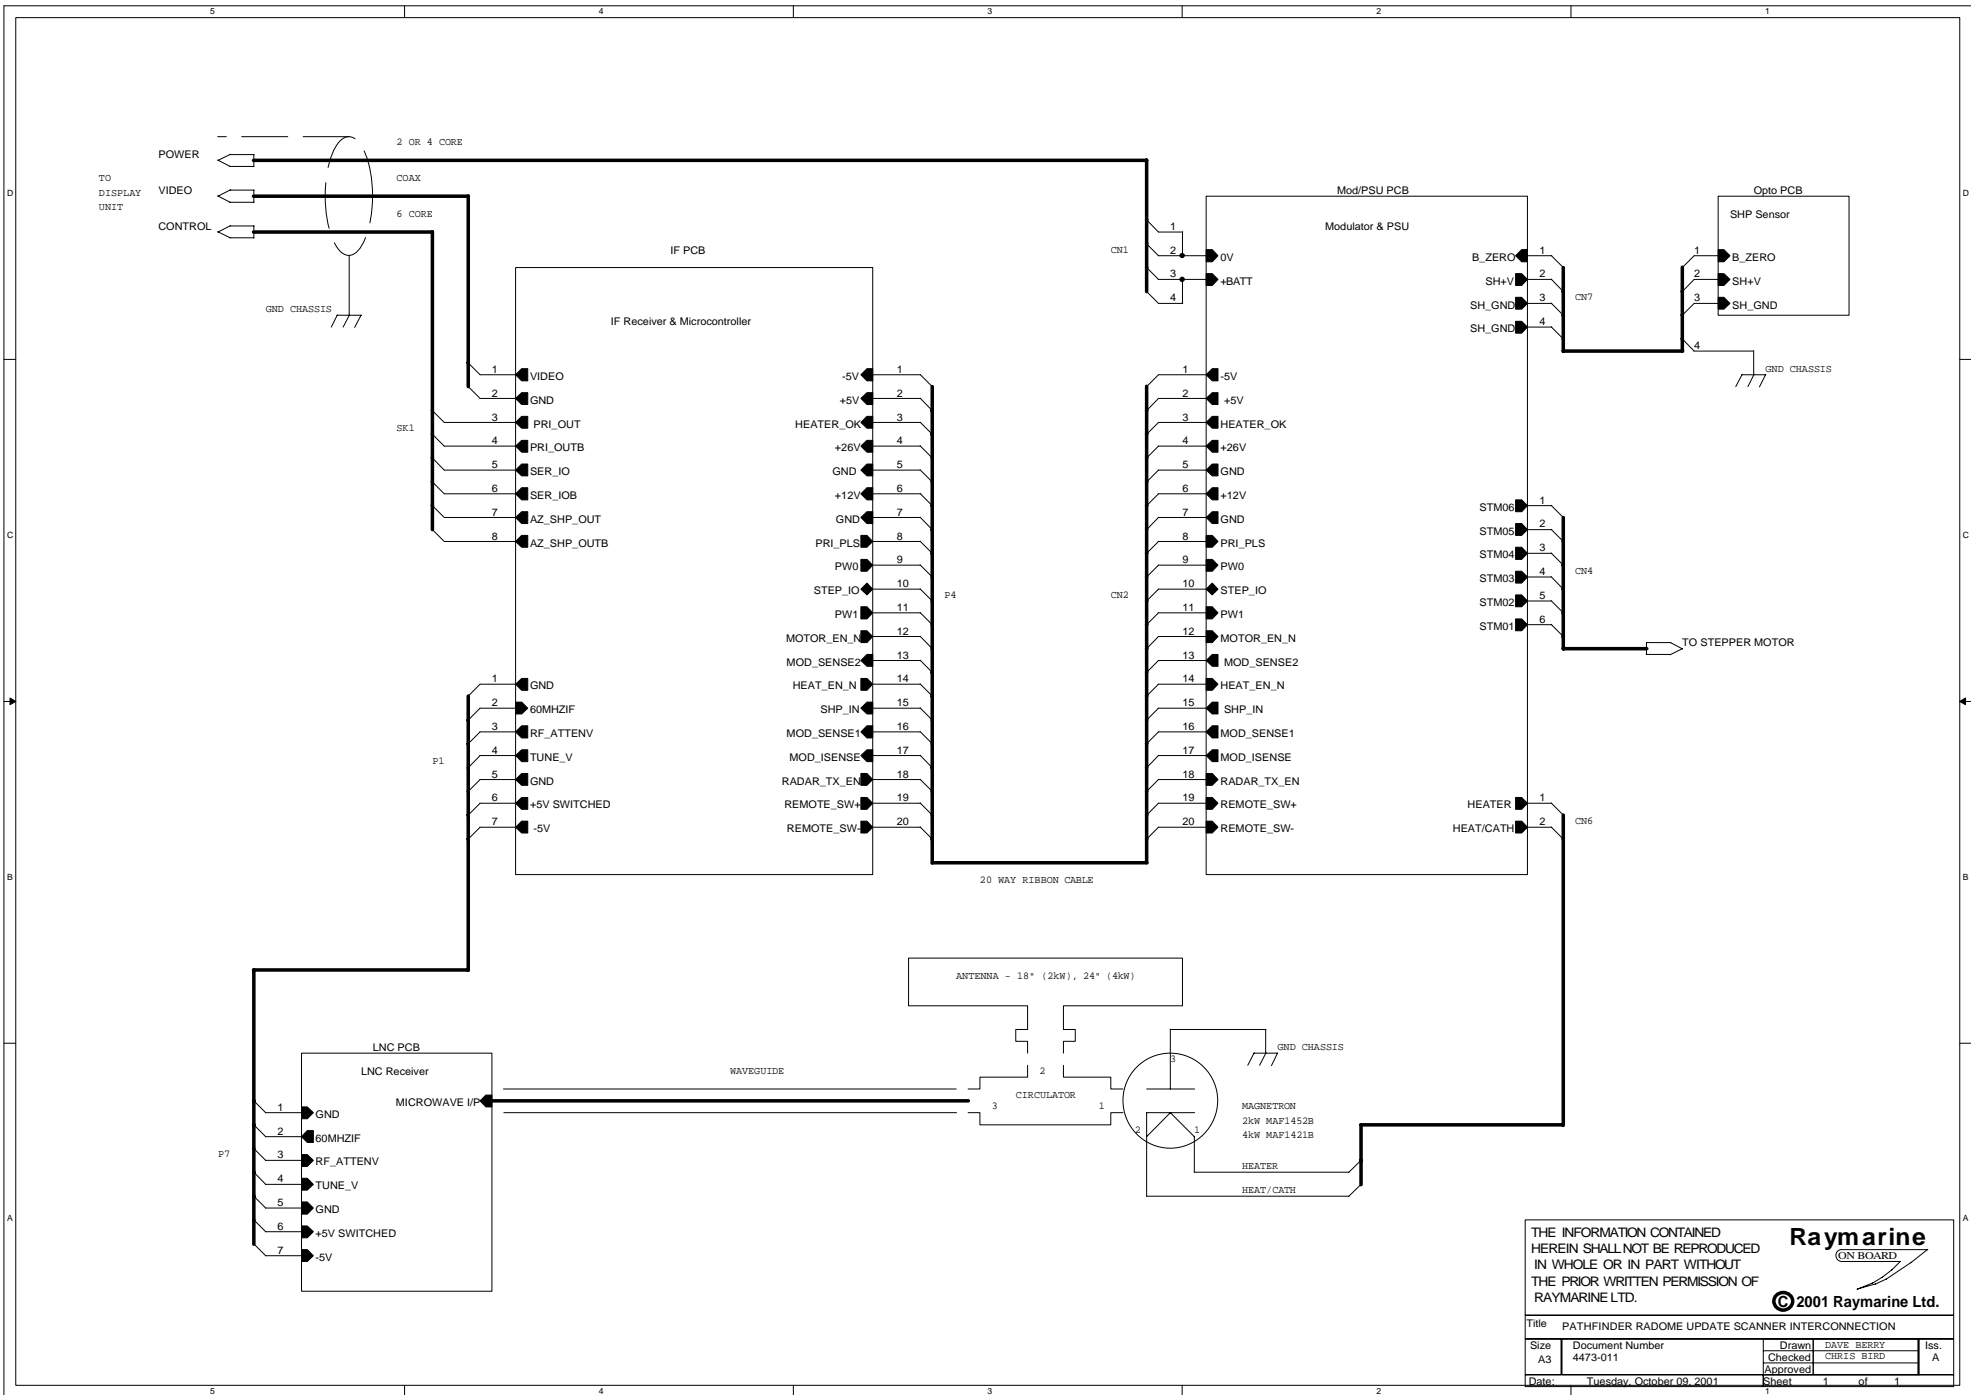 5 4 3 2 1
D
C
B
A
D
C
B
A
2 OR 4 CORE
POWER
COAX
TO
DISPLAY
UNIT
VIDEO
6 CORE
CONTROL
GND CHASSIS
IF PCB
IF Receiver & Microcontroller
SK1
1 VIDEO
2 GND
3 PRI_OUT
4 PRI_OUTB
5 SER_IO
6 SER_IOB
7 AZ_SHP_OUT
8 AZ_SHP_OUTB
P1
1 GND
2 60MHZIF
3 RF_ATTENV
4 TUNE_V
5 GND
6 +5V SWITCHED
7 -5V
-5V 1
+5V 2
HEATER_OK 3
+26V 4
GND 5
+12V 6
GND 7
PRI_PLS 8
PW0 9
STEP_IO 10
PW1 11
MOTOR_EN_N 12
MOD_SENSE2 13
HEAT_EN_N 14
SHP_IN 15
MOD_SENSE1 16
MOD_ISENSE 17
RADAR_TX_EN 18
REMOTE_SW+ 19
REMOTE_SW- 20
P4
20 WAY RIBBON CABLE
Mod/PSU PCB
Modulator & PSU
CN1
1
2 0V
3 +BATT
4
CN2
1 -5V
2 +5V
3 HEATER_OK
4 +26V
5 GND
6 +12V
7 GND
8 PRI_PLS
9 PW0
10 STEP_IO
11 PW1
12 MOTOR_EN_N
13 MOD_SENSE2
14 HEAT_EN_N
15 SHP_IN
16 MOD_SENSE1
17 MOD_ISENSE
18 RADAR_TX_EN
19 REMOTE_SW+
20 REMOTE_SW-
B_ZERO 1
SH+V 2
SH_GND 3
SH_GND 4
CN7
STM06 1
STM05 2
STM04 3
STM03 4
STM02 5
STM01 6
CN4
TO STEPPER MOTOR
HEATER 1
HEAT/CATH 2
CN6
Opto PCB
SHP Sensor
1 B_ZERO
2 SH+V
3 SH_GND
4
GND CHASSIS
ANTENNA - 18" (2kW), 24" (4kW)
WAVEGUIDE
2
CIRCULATOR
3 1
3
2 1
GND CHASSIS
MAGNETRON
2kW MAF1452B
4kW MAF1421B
HEATER
HEAT/CATH
LNC PCB
LNC Receiver
MICROWAVE I/P
P7
1 GND
2 60MHZIF
3 RF_ATTENV
4 TUNE_V
5 GND
6 +5V SWITCHED
7 -5V
THE INFORMATION CONTAINED
HEREIN SHALL NOT BE REPRODUCED
IN WHOLE OR IN PART WITHOUT
THE PRIOR WRITTEN PERMISSION OF
RAYMARINE LTD.
Raymarine
ON BOARD
©2001 Raymarine Ltd.
Title PATHFINDER RADOME UPDATE SCANNER INTERCONNECTION
Size A3
Document Number
4473-011
Drawn DAVE BERRY
Checked CHRIS BIRD
Approved
Iss.
A
Date: Tuesday, October 09, 2001 Sheet 1 of 1
5 4 3 2 1